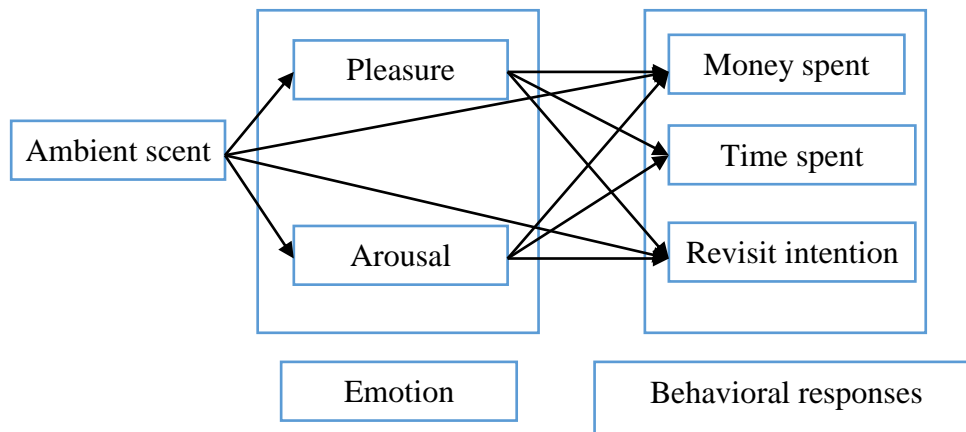 Pleasure
Money spent
Ambient scent
Time spent
Arousal
Revisit intention
Emotion
Behavioral responses